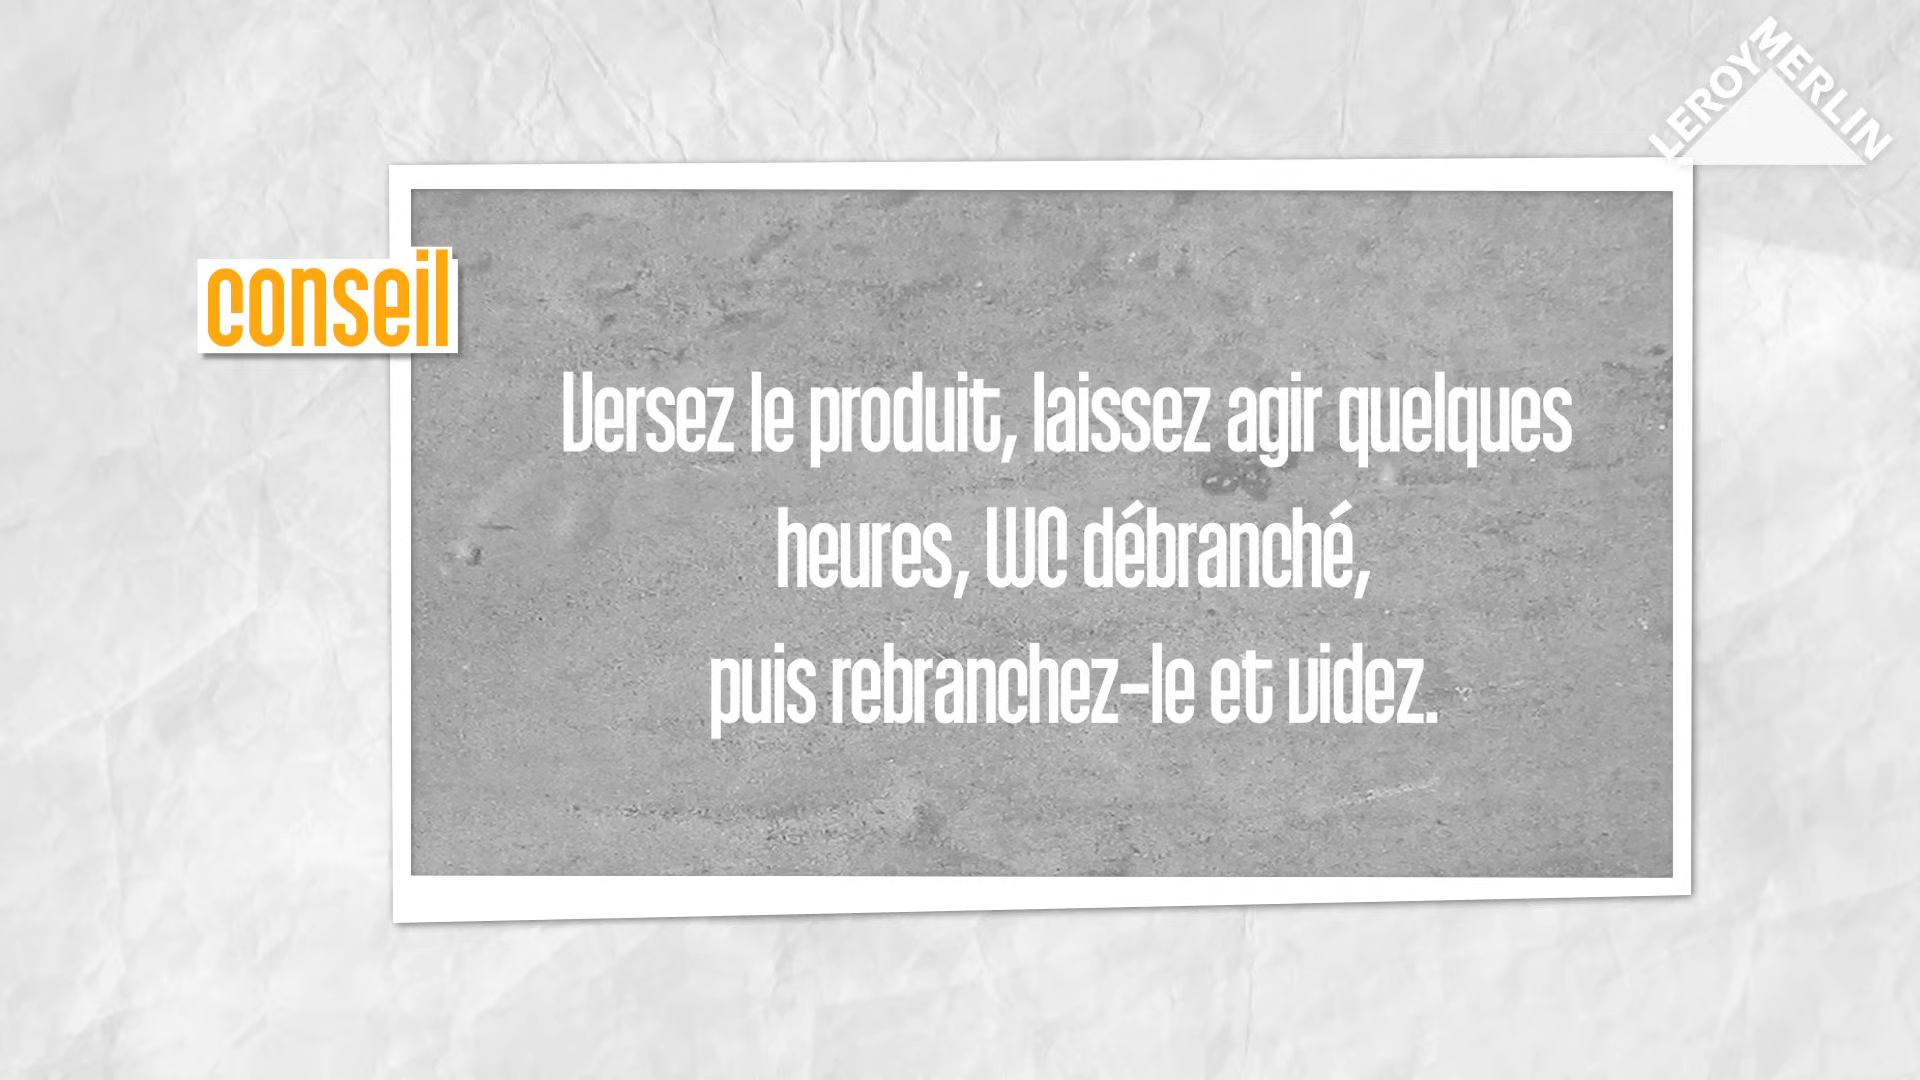 LEROY MERLIN
conseil
Versez le produit, laissez agir quelques
heures, WC débranché,
puis rebranchez-le et videz.